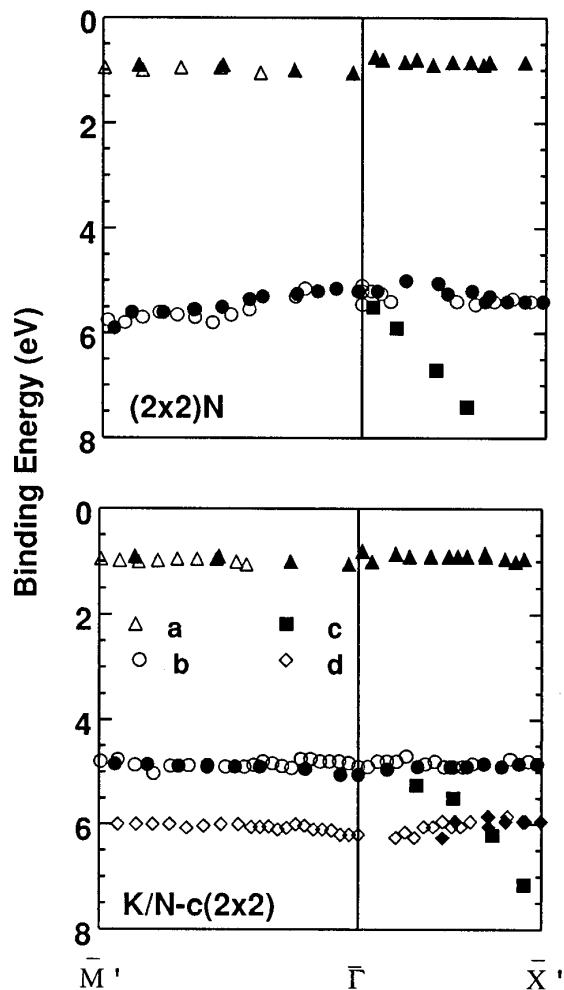 Binding Energy (eV)
0
2
4
6
8
(2x2)N
0
2
4
6
8
a
c
b
d
K/N-c(2x2)
M̄ ' Γ̄ X̄ '